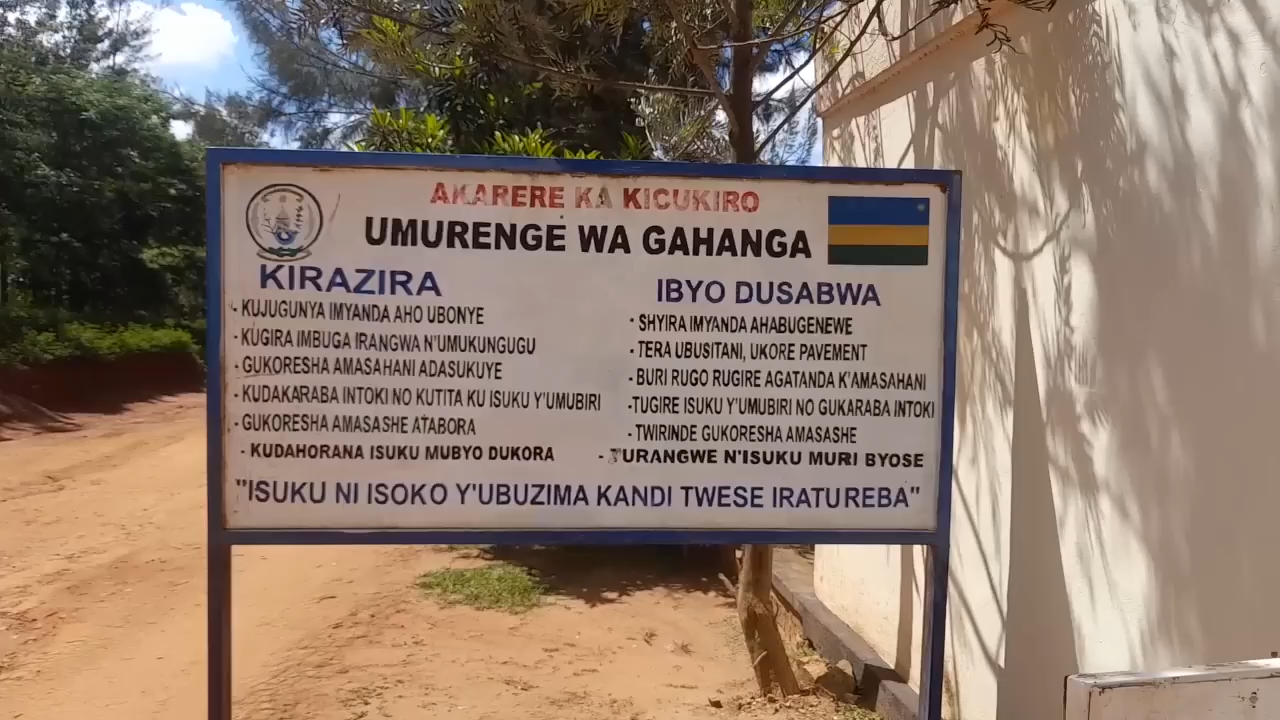 AKARERE KA KICUKIRO
UMURENGE WA GAHANGA
KIRAZIRA
- KUJUGUNYA IMYANDA AHO UBONYE
- KUGIRA IMBUGA IRANGWA N'UMUKUNGUGU
- GUKORESHA AMASAHANI ADASUKUYE
- KUDAKARABA INTOKI NO KUTITA KU ISUKU Y'UMUBIRI
- GUKORESHA AMASASHE ATABORA
- KUDAHORANA ISUKU MUBYO DUKORA
IBYO DUSABWA
- SHYIRA IMYANDA AHABUGENEWE
- TERA UBUSITANI, UKORE PAVEMENT
- BURI RUGO RUGIRE AGATANDA K'AMASAHANI
-TUGIRE ISUKU Y'UMUBIRI NO GUKARABA INTOKI
- TWIRINDE GUKORESHA AMASASHE
- TURANGWE N'ISUKU MURI BYOSE
"ISUKU NI ISOKO Y'UBUZIMA KANDI TWESE IRATUREBA"